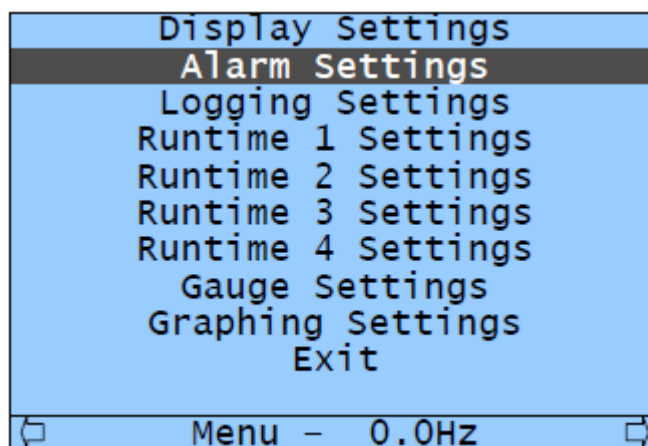 Display Settings
Alarm Settings
Logging Settings
Runtime 1 Settings
Runtime 2 Settings
Runtime 3 Settings
Runtime 4 Settings
Gauge Settings
Graphing Settings
Exit
Menu - 0.0Hz